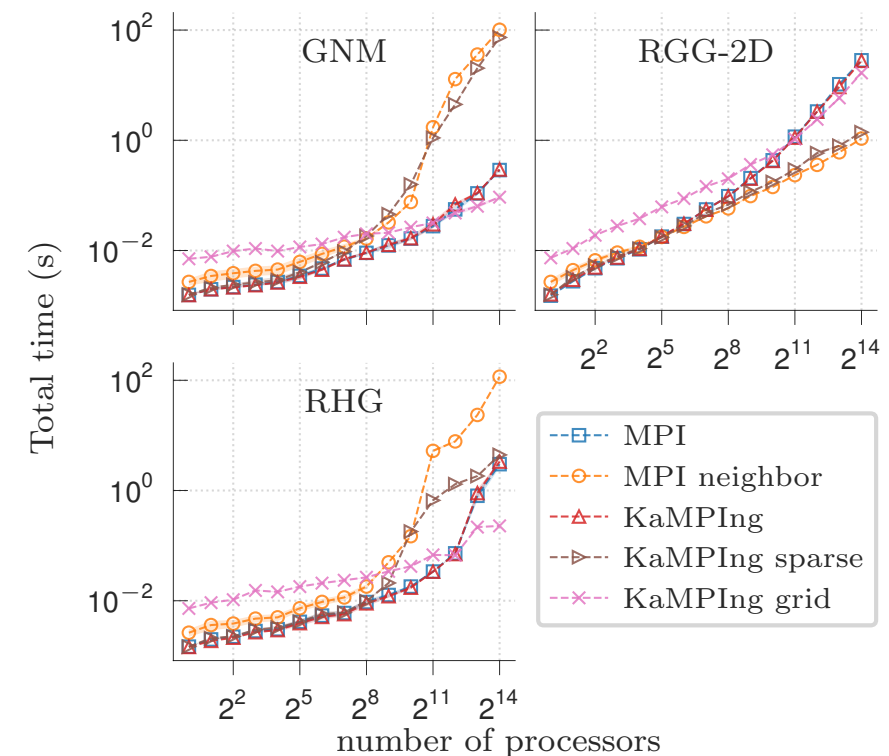 GNM
RGG-2D
10^2
10^0
10^-2
2^2 2^5 2^8 2^11 2^14
Total time (s)
RHG
10^2
10^0
10^-2
2^2 2^5 2^8 2^11 2^14
number of processors
MPI
MPI neighbor
KaMPIng
KaMPIng sparse
KaMPIng grid